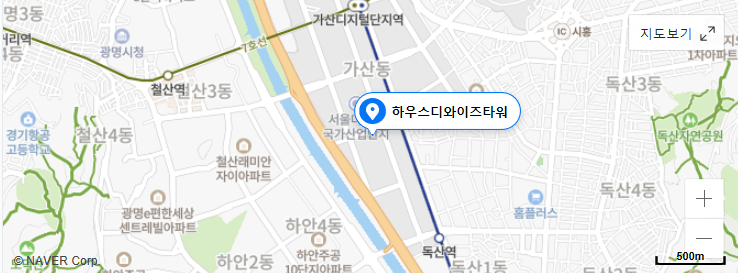 가산디지털단지역
시흥
IC
지도보기
광명시청
7호선
1차아파트
4동
가산동
철산역
철산3동
독산3동
하우스디와이즈타워
서울디
국가산업단지
경기항공
고등학교
철산4동
독산자연공원
철산래미안
자이아파트
독산4동
광명e편한세상
센트레빌아파트
홈플러스
하안4동
하안주공
10단지아파트
독산역
독산1동
하안2동
500m
© NAVER Corp.